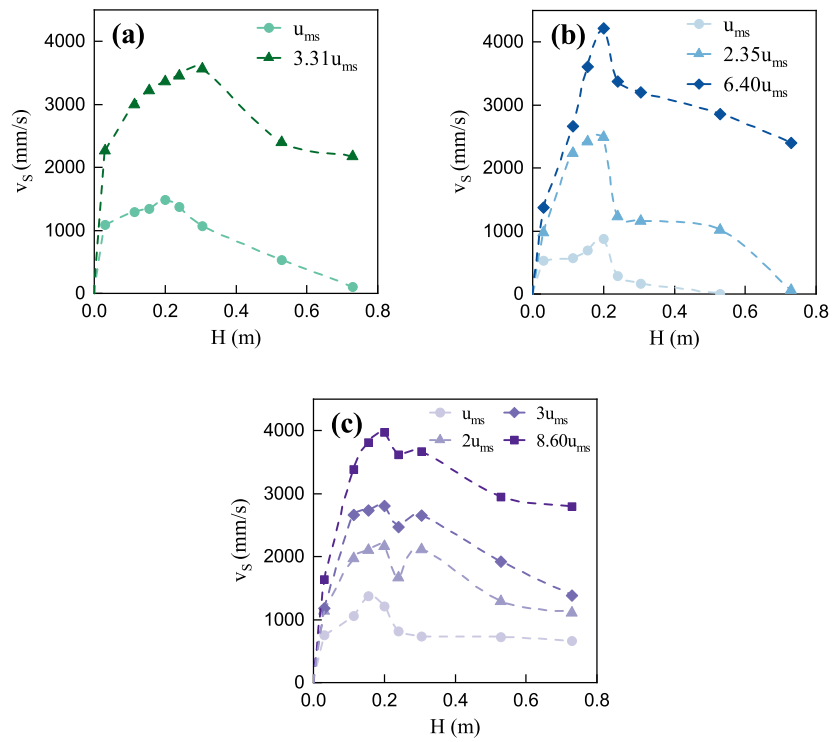 (a)
u_ms
3.31u_ms
4000
3000
2000
1000
0
v_S (mm/s)
0.0 0.2 0.4 0.6 0.8
H (m)
(b)
u_ms
2.35u_ms
6.40u_ms
4000
3000
2000
1000
0
v_S (mm/s)
0.0 0.2 0.4 0.6 0.8
H (m)
(c)
u_ms 3u_ms
2u_ms 8.60u_ms
4000
3000
2000
1000
0
v_S (mm/s)
0.0 0.2 0.4 0.6 0.8
H (m)